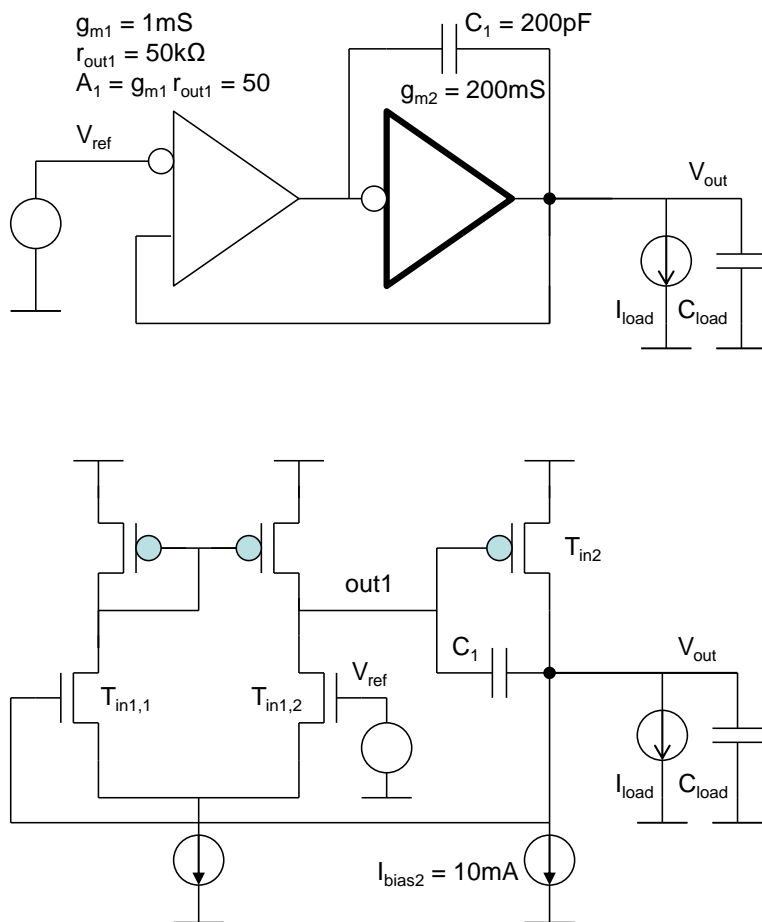 g_m1 = 1mS
r_out1 = 50kΩ
A_1 = g_m1 r_out1 = 50
C_1 = 200pF
g_m2 = 200mS
V_ref
V_out
I_load
C_load
out1
T_in2
C_1
V_out
T_in1,1
T_in1,2
V_ref
I_load
C_load
I_bias2 = 10mA